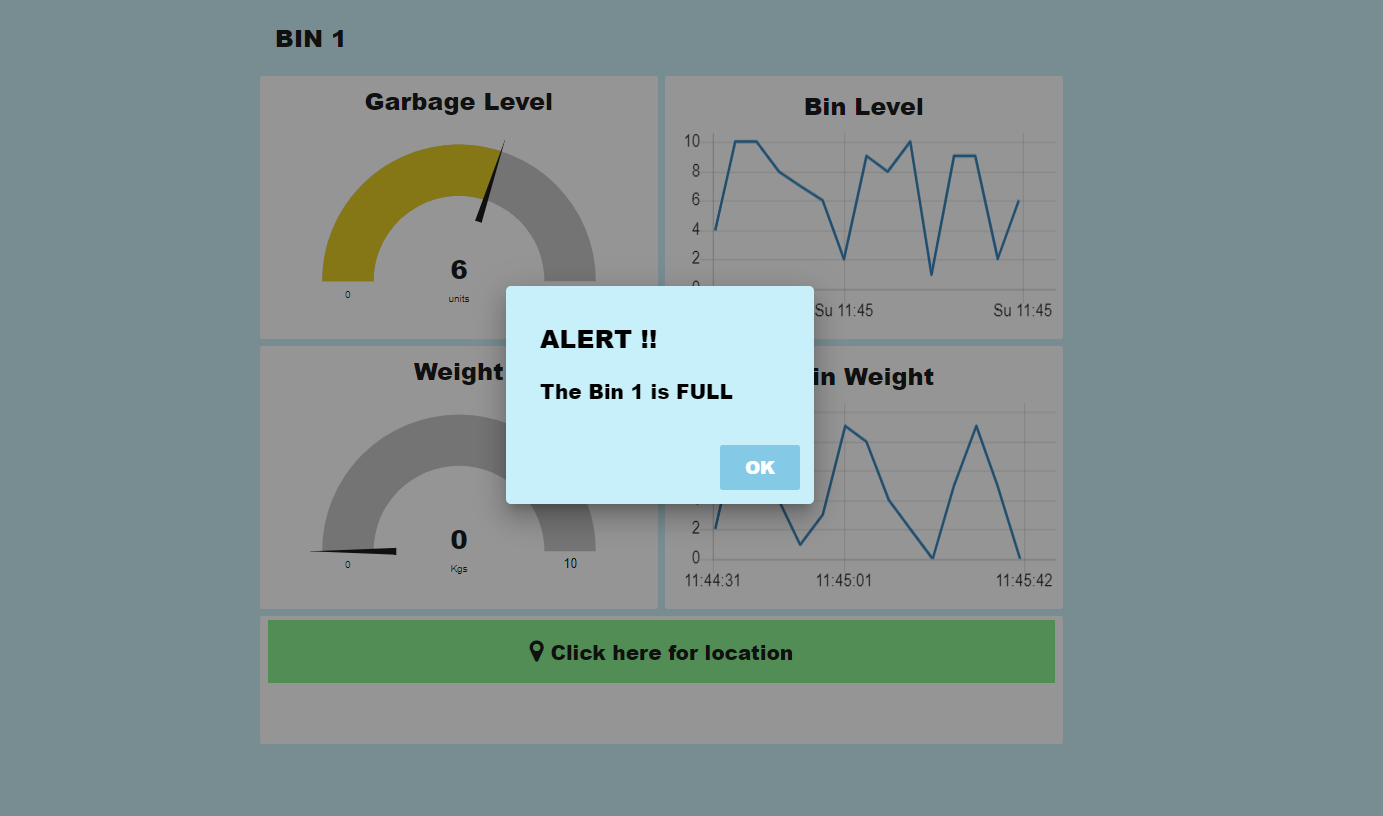 BIN 1
Garbage Level
6
units
0
Bin Level
10
8
6
4
2
Su 11:45
Su 11:45
ALERT !!
The Bin 1 is FULL
OK
Weight
0
Kgs
0
10
in Weight
2
0
11:44:31
11:45:01
11:45:42
Click here for location